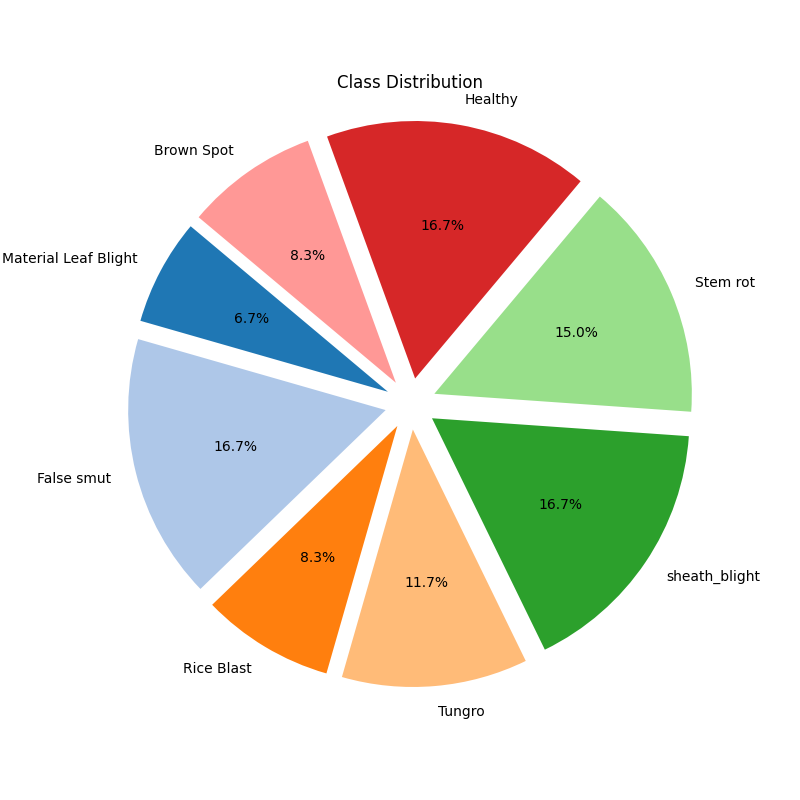 Class Distribution
Healthy
Brown Spot
16.7%
8.3%
Material Leaf Blight
Stem rot
6.7%
15.0%
16.7%
False smut
16.7%
8.3%
11.7%
sheath_blight
Rice Blast
Tungro